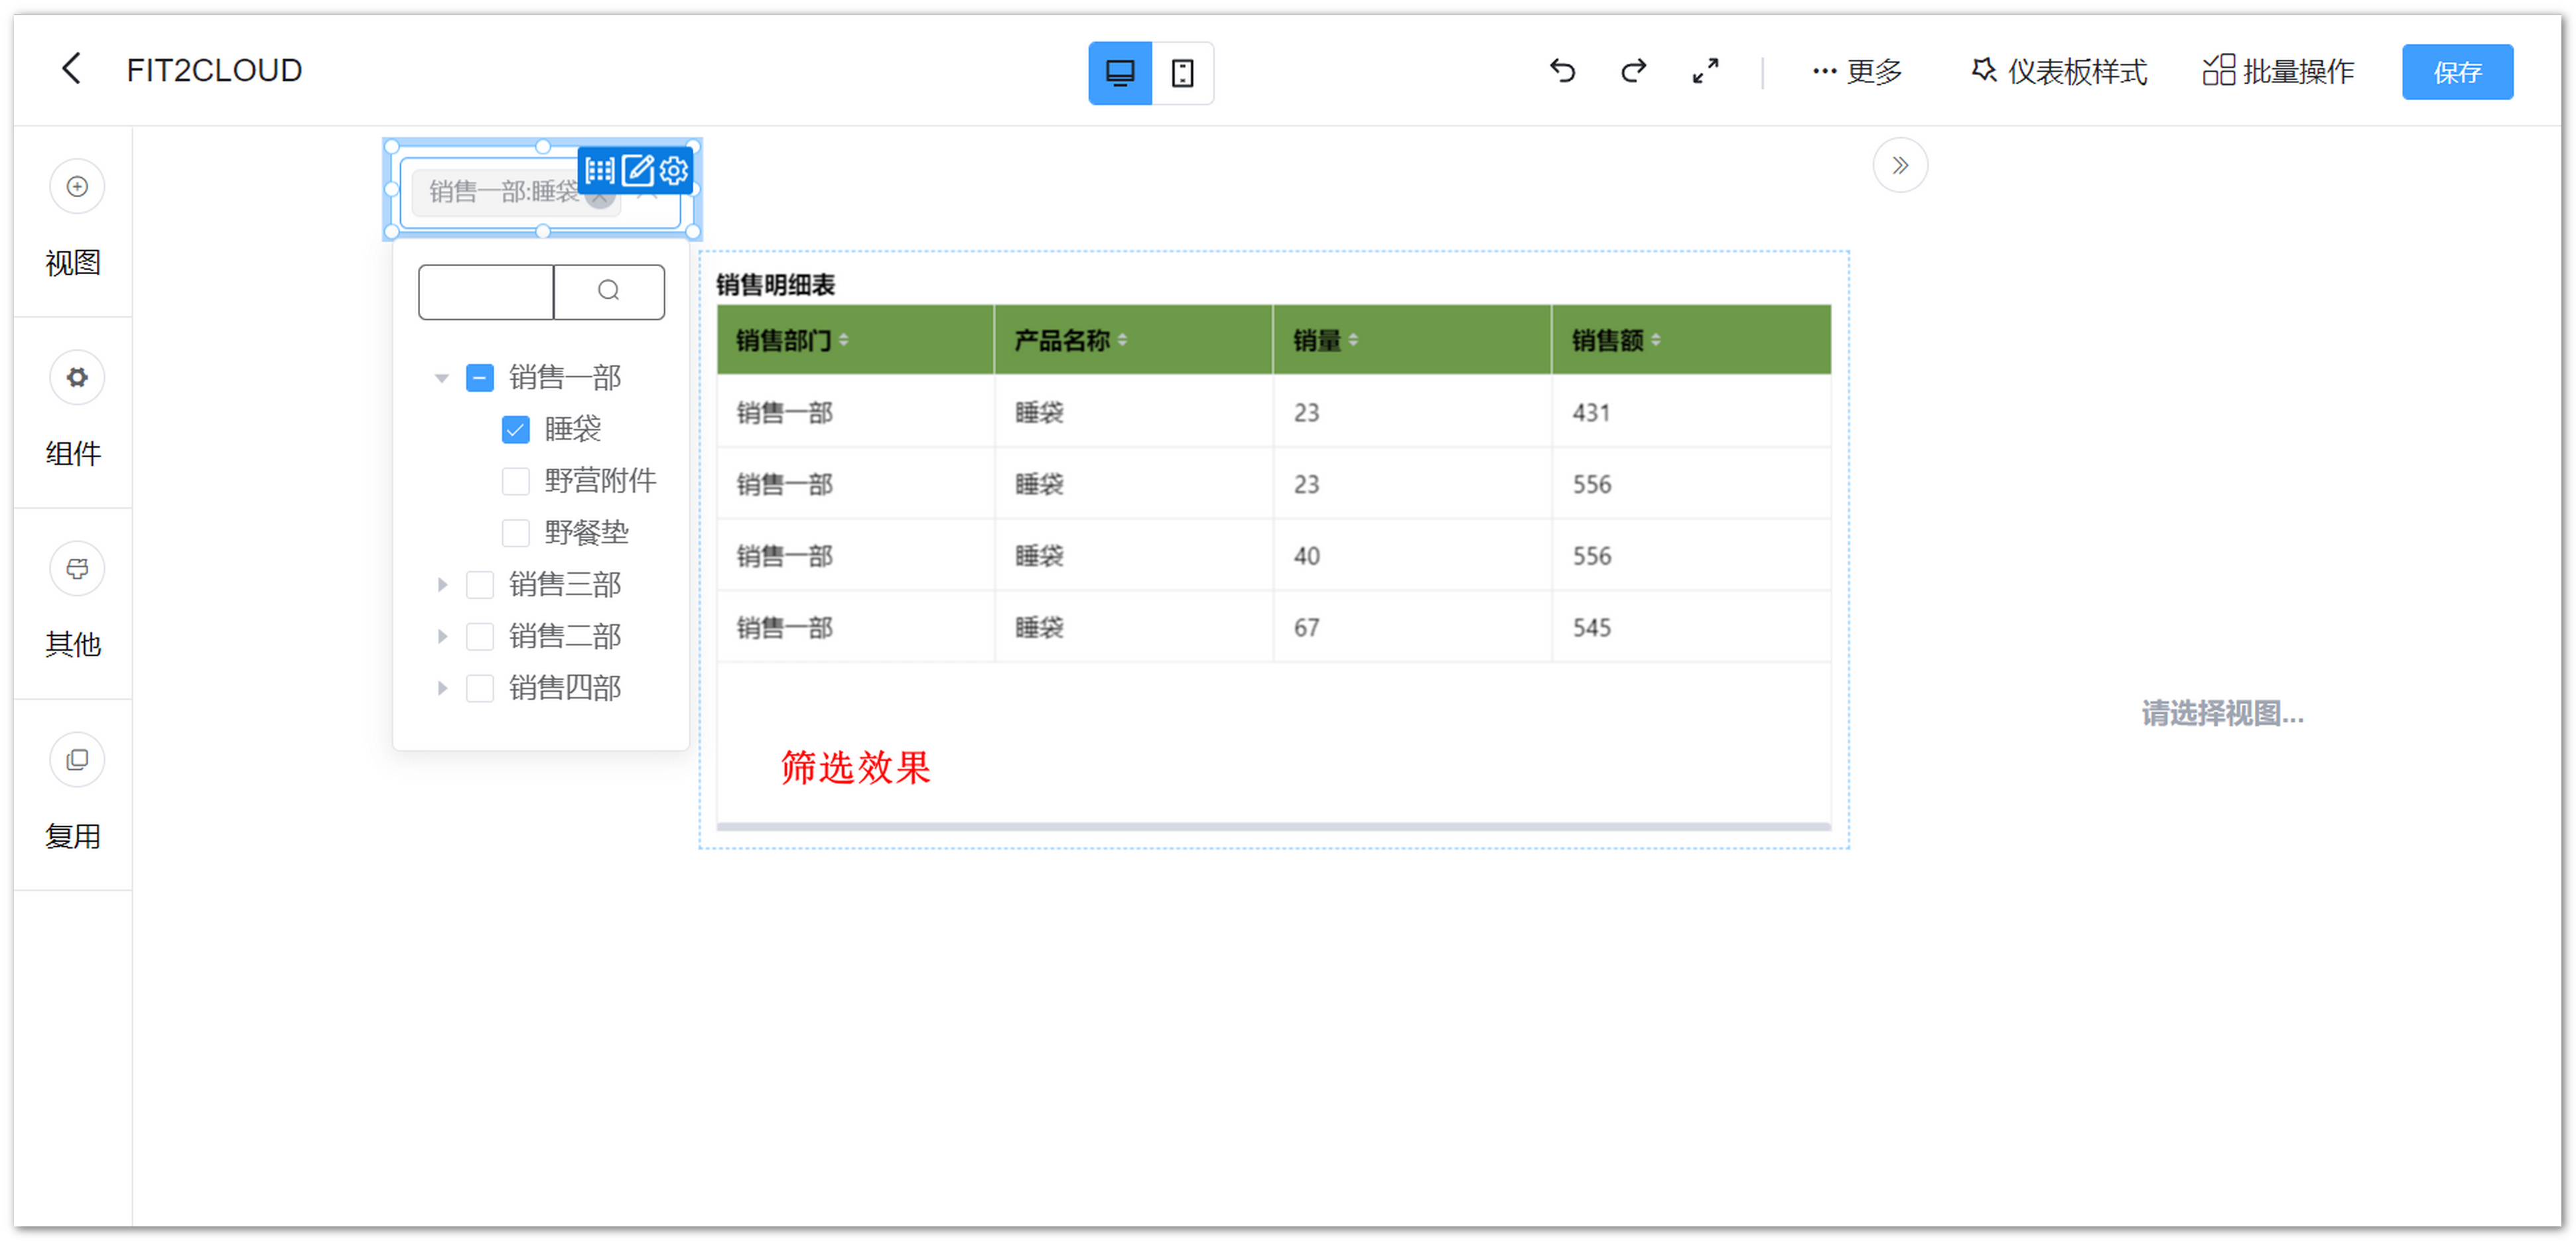 FIT2CLOUD
更多
仪表板样式
批量操作
保存
视图
组件
其他
复用
销售一部:睡袋
销售一部
睡袋
野营附件
野餐垫
销售三部
销售二部
销售四部
销售明细表
销售部门 产品名称 销量 销售额
销售一部 睡袋 23 431
销售一部 睡袋 23 556
销售一部 睡袋 40 556
销售一部 睡袋 67 545
筛选效果
请选择视图...